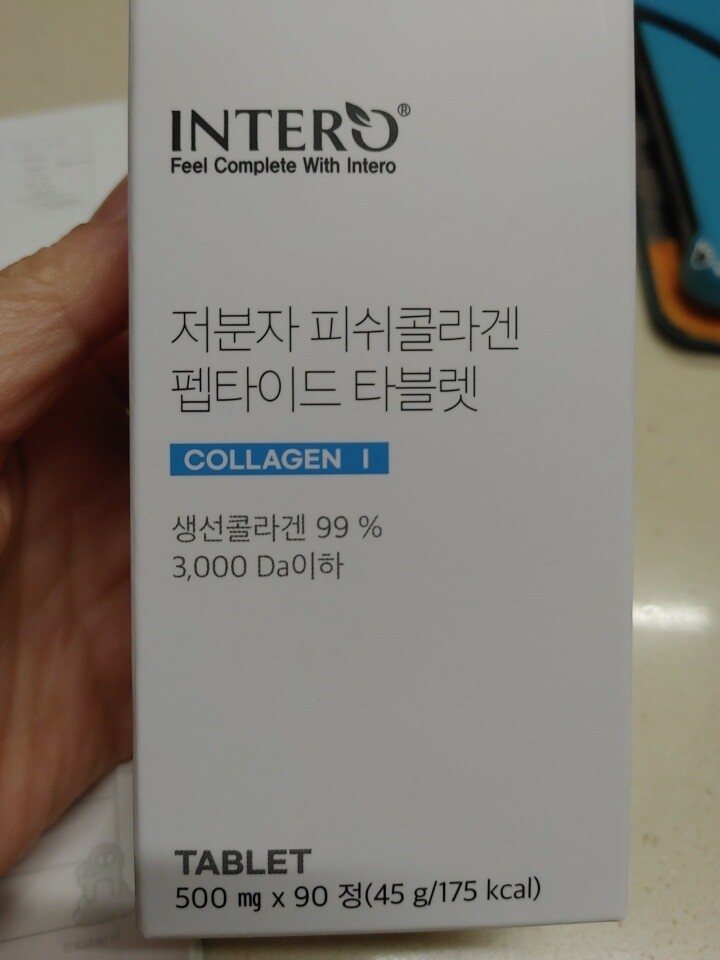 INTERO®
Feel Complete With Intero
저분자 피쉬콜라겐
펩타이드 타블렛
COLLAGEN I
생선콜라겐 99 %
3,000 Da이하
TABLET
500 mg x 90 정(45 g/175 kcal)